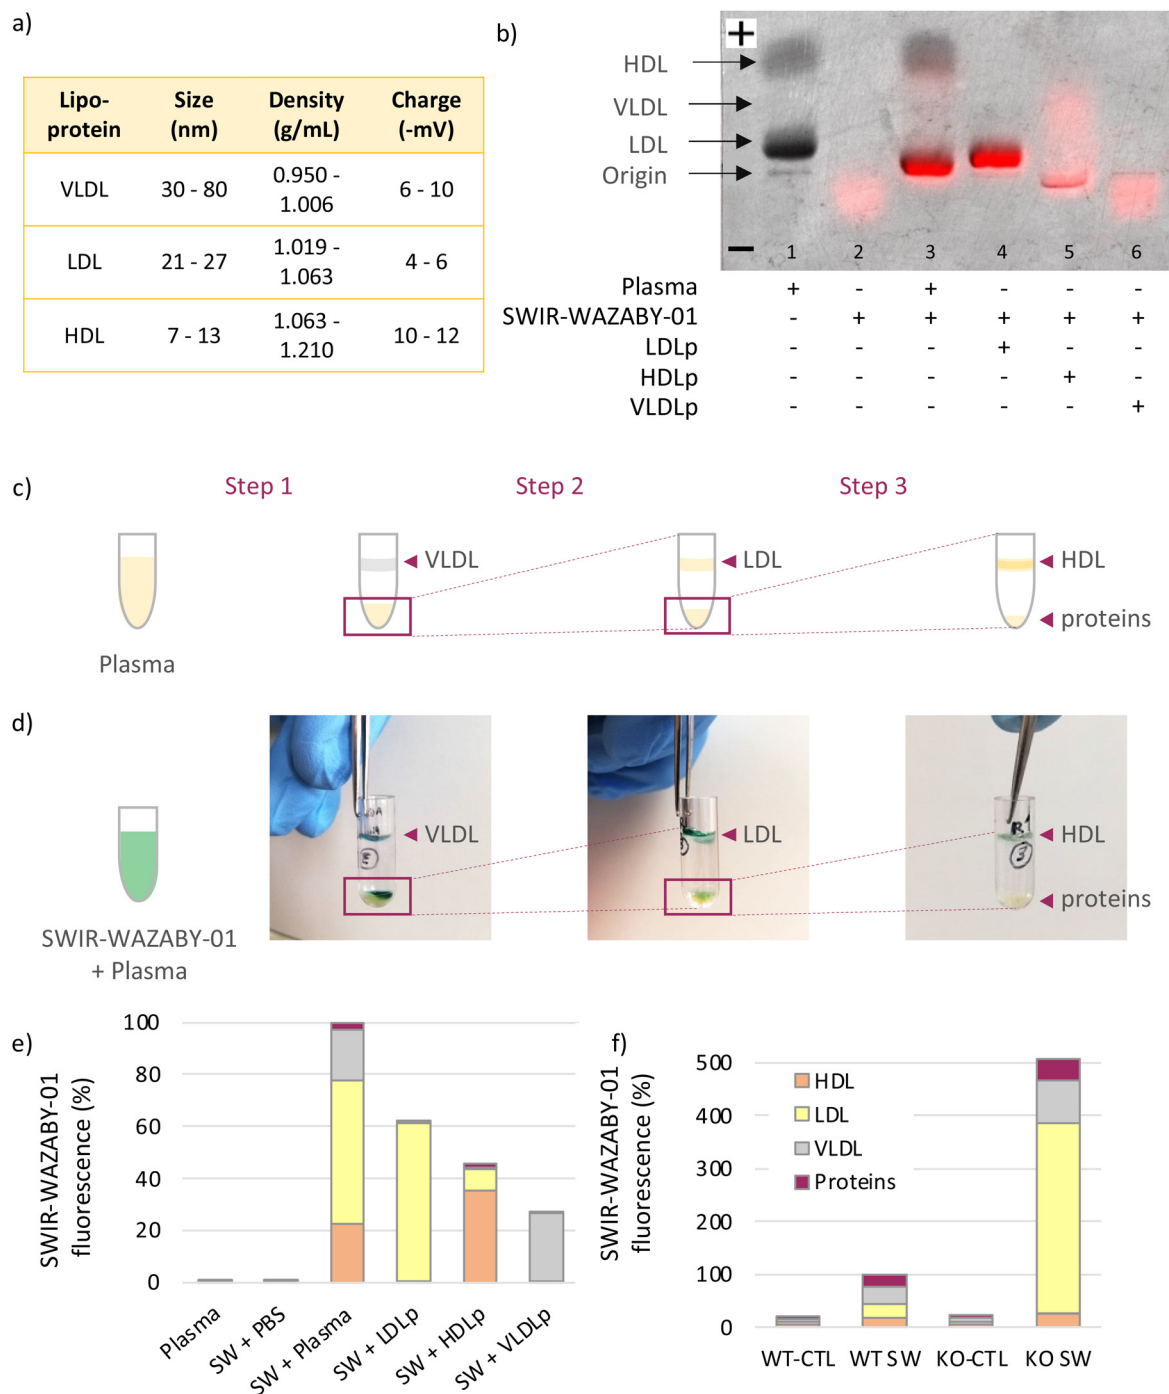 a)
Lipo-
protein
Size
(nm)
Density
(g/mL)
Charge
(-mV)
VLDL
30 - 80
0.950 -
1.006
6 - 10
LDL
21 - 27
1.019 -
1.063
4 - 6
HDL
7 - 13
1.063 -
1.210
10 - 12
b)
+
HDL
VLDL
LDL
Origin
−
1 2 3 4 5 6
Plasma + - + - - -
SWIR-WAZABY-01 - + + + + +
LDLp - - - + - -
HDLp - - - - + -
VLDLp - - - - - +
c)
Step 1
Step 2
Step 3
VLDL
LDL
HDL
proteins
Plasma
d)
VLDL
LDL
HDL
proteins
E
3
R
3
SWIR-WAZABY-01
+ Plasma
e)
SWIR-WAZABY-01
fluorescence (%)
100
80
60
40
20
0
Plasma
SW + PBS
SW + Plasma
SW + LDLp
SW + HDLp
SW + VLDLp
f)
SWIR-WAZABY-01
fluorescence (%)
500
400
300
200
100
0
HDL
LDL
VLDL
Proteins
WT-CTL
WT SW
KO-CTL
KO SW